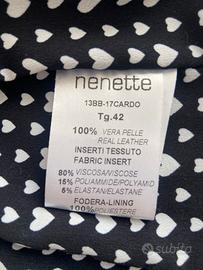 nenette
13BB-17CARDO
Tg.42
100% VERA PELLE
REAL LEATHER
INSERTI TESSUTO
FABRIC INSERT
80% VISCOSA/VISCOSE
15% POLIAMMIDE/POLYAMID
5% ELASTAN/ELASTANE
FODERA-LINING
100% POLIESTERE
subito